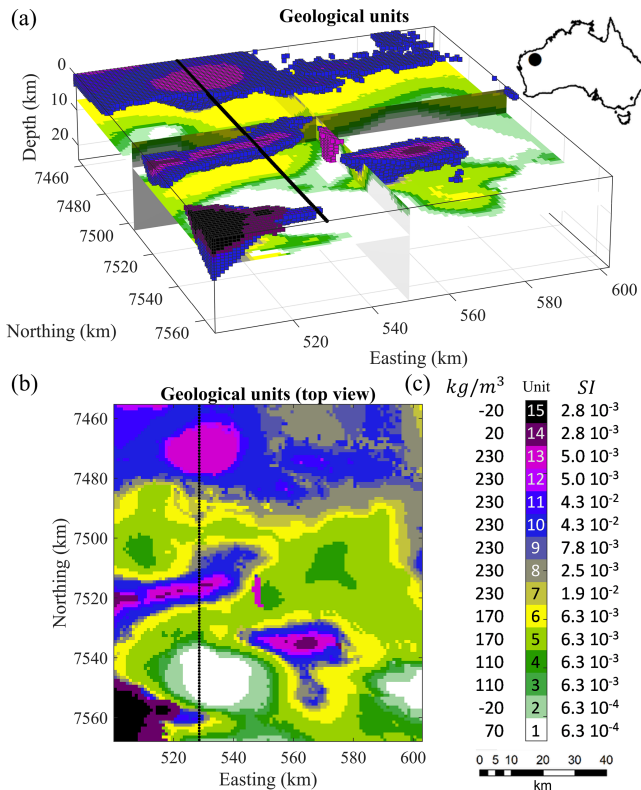 (a)
Geological units
0
10
20
Depth (km)
7460
7480
7500
7520
7540
7560
Northing (km)
520
540
560
580
600
Easting (km)
(b)
Geological units (top view)
7460
7480
7500
7520
7540
7560
Northing (km)
520 540 560 580 600
Easting (km)
(c) kg/m³ Unit SI
-20 15 2.8 10⁻³
20 14 2.8 10⁻³
230 13 5.0 10⁻³
230 12 5.0 10⁻³
230 11 4.3 10⁻²
230 10 4.3 10⁻²
230 9 7.8 10⁻³
230 8 2.5 10⁻³
230 7 1.9 10⁻²
170 6 6.3 10⁻³
170 5 6.3 10⁻³
110 4 6.3 10⁻³
110 3 6.3 10⁻³
-20 2 6.3 10⁻⁴
70 1 6.3 10⁻⁴
0 5 10 20 30 40
km